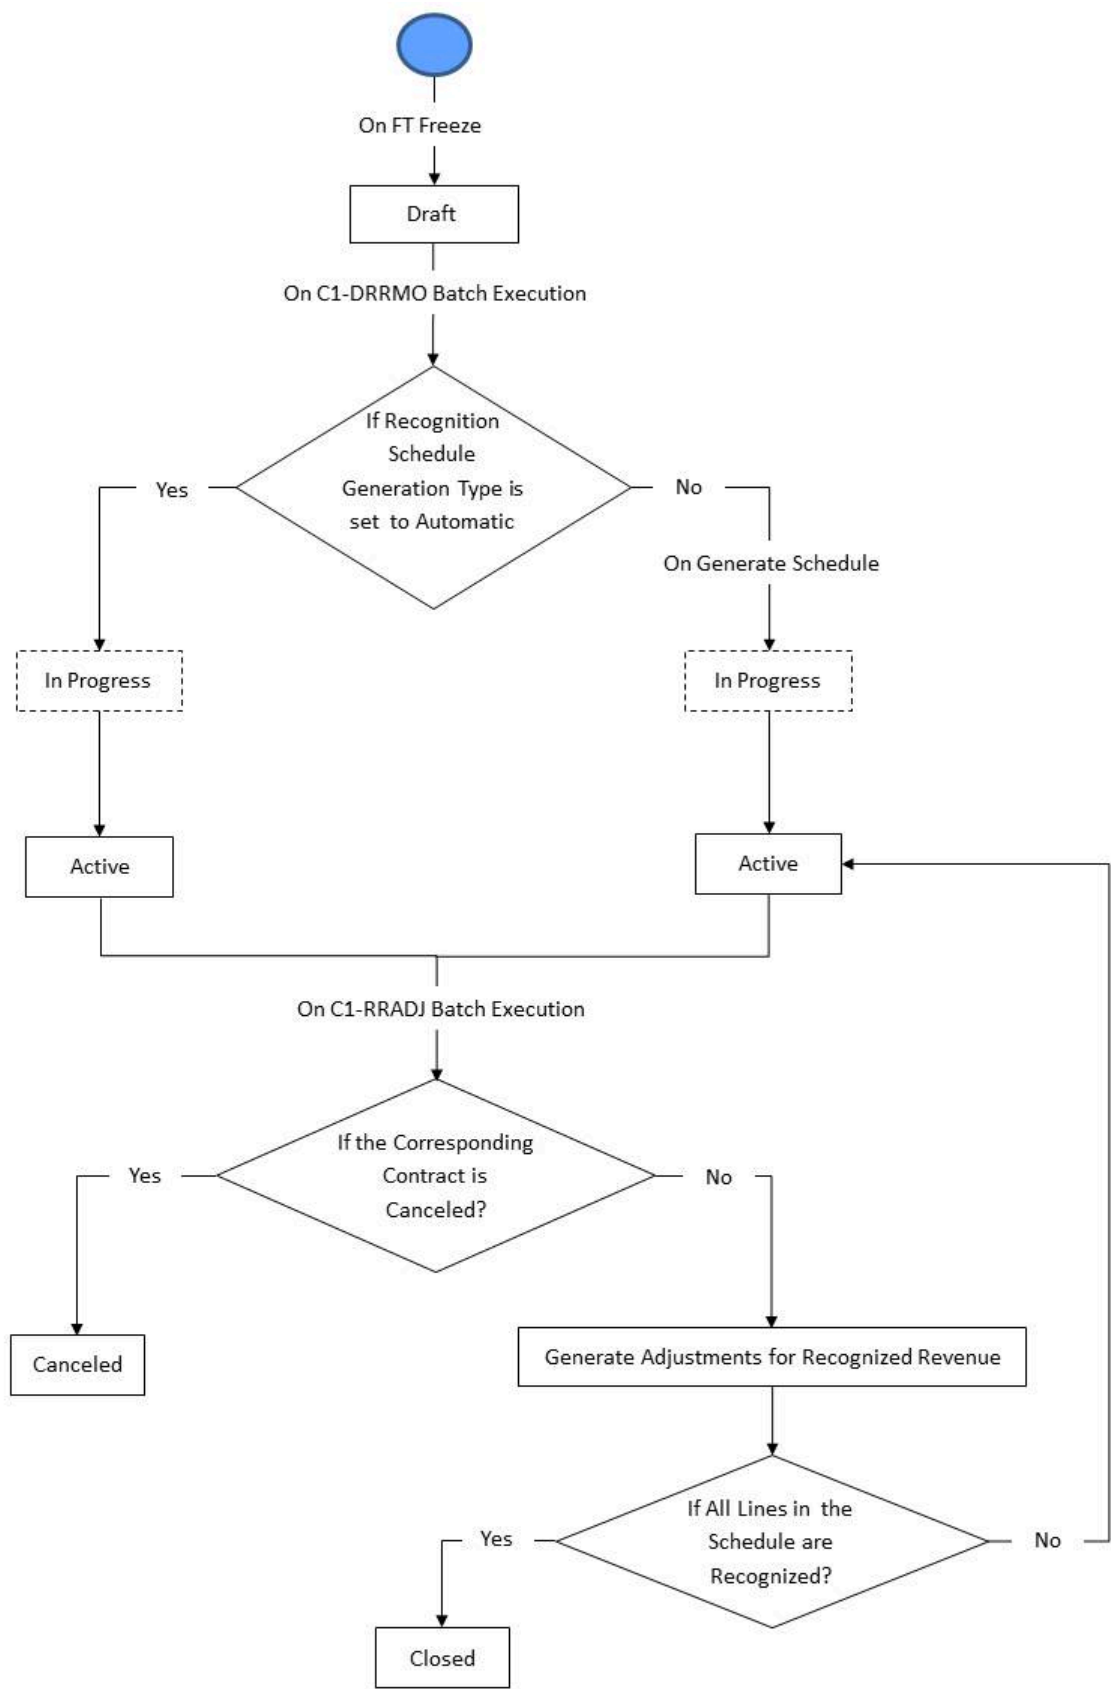 On FT Freeze
Draft
On C1-DRRMO Batch Execution
If Recognition
Schedule
Generation Type is
set to Automatic
Yes
No
On Generate Schedule
In Progress
In Progress
Active
Active
On C1-RRADJ Batch Execution
If the Corresponding
Contract is
Canceled?
Yes
No
Canceled
Generate Adjustments for Recognized Revenue
If All Lines in the
Schedule are
Recognized?
Yes
No
Closed